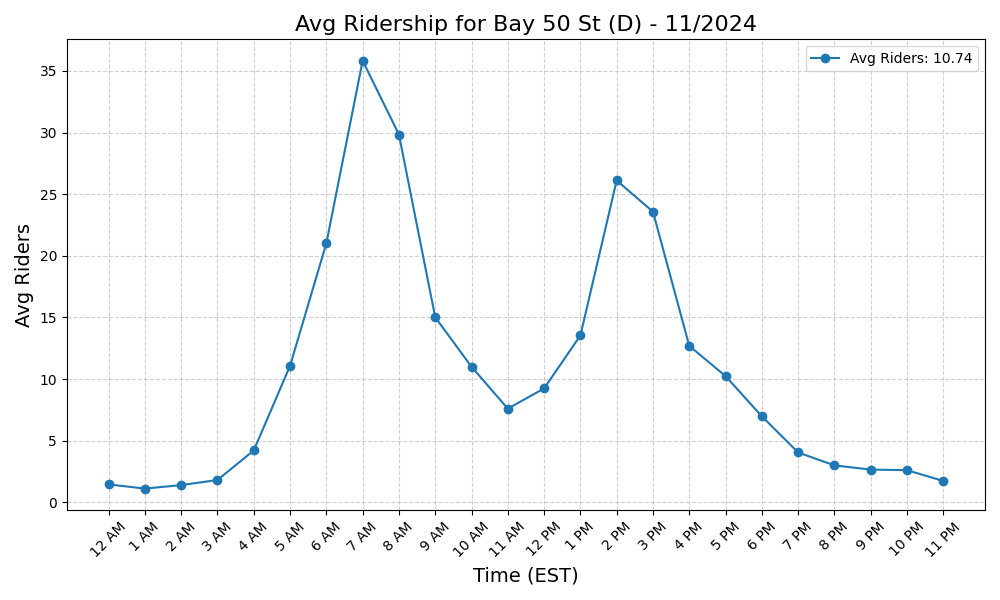 Avg Ridership for Bay 50 St (D) - 11/2024
Avg Riders: 10.74
Avg Riders
35
30
25
20
15
10
5
0
12 AM
1 AM
2 AM
3 AM
4 AM
5 AM
6 AM
7 AM
8 AM
9 AM
10 AM
11 AM
12 PM
1 PM
2 PM
3 PM
4 PM
5 PM
6 PM
7 PM
8 PM
9 PM
10 PM
11 PM
Time (EST)